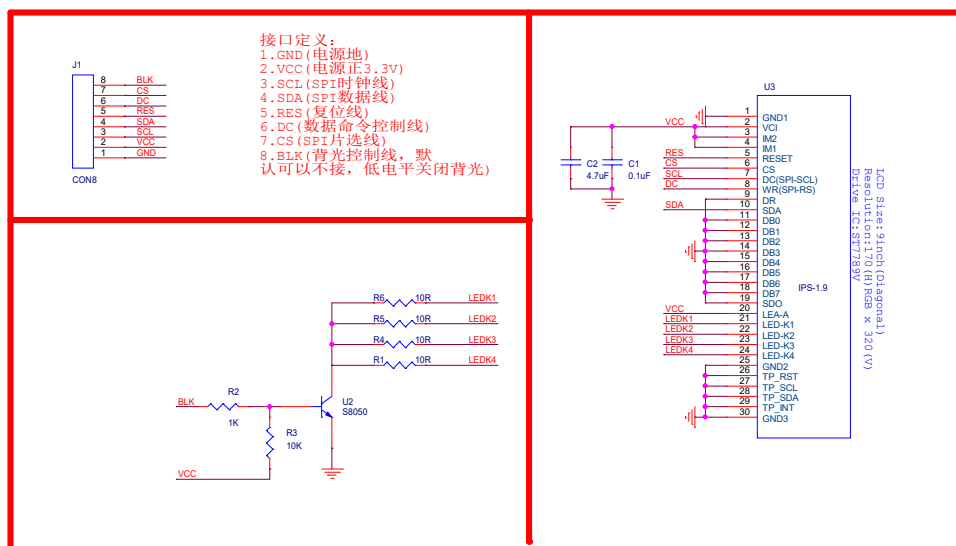 J1
8 BLK
7 CS
6 DC
5 RES
4 SDA
3 SCL
2 VCC
1 GND
CON8
接口定义:
1.GND(电源地)
2.VCC(电源正3.3V)
3.SCL(SPI时钟线)
4.SDA(SPI数据线)
5.RES(复位线)
6.DC(数据命令控制线)
7.CS(SPI片选线)
8.BLK(背光控制线, 默
认可以不接, 低电平关闭背光)
R6 10R LEDK1
R5 10R LEDK2
R4 10R LEDK3
R1 10R LEDK4
BLK
R2
1K
U2
S8050
R3
10K
VCC
U3
1 GND1
VCC 2 VCI
3 IM2
4 IM1
RES 5 RESET
CS 6 CS
SCL 7 DC(SPI-SCL)
DC 8 WR(SPI-RS)
9 DR
SDA 10 SDA
11 DB0
12 DB1
13 DB2
14 DB3
15 DB4
16 DB5
17 DB6
18 DB7
19 SDO
VCC 20 LEA-A
LEDK1 21 LED-K1
LEDK2 22 LED-K2
LEDK3 23 LED-K3
LEDK4 24 LED-K4
25 GND2
26 TP_RST
27 TP_SCL
28 TP_SDA
29 TP_INT
30 GND3
C2
4.7uF
C1
0.1uF
IPS-1.9
LCD Size:9inch(Diagonal)
Resolution:170(H)RGB x 320(V)
Drive IC:ST7789V